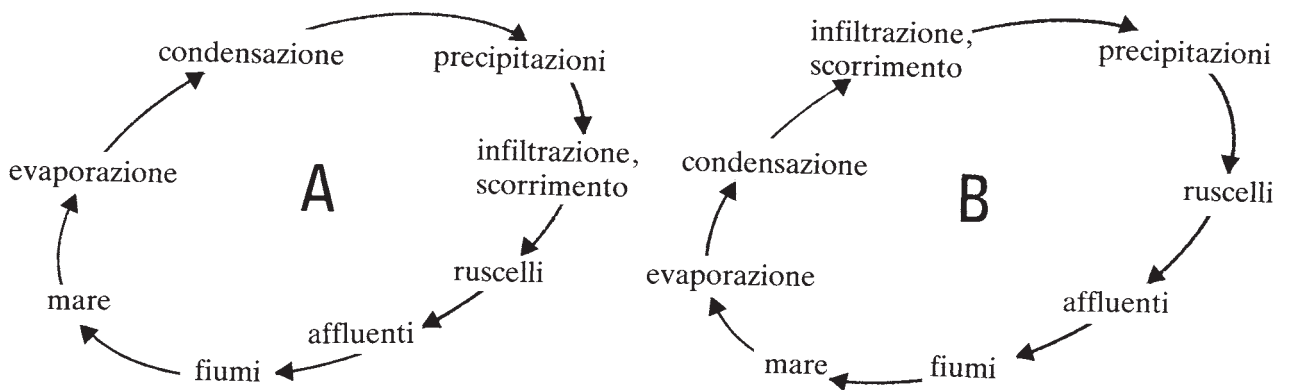 condensazione
precipitazioni
infiltrazione,
scorrimento
ruscelli
affluenti
fiumi
mare
evaporazione
A
infiltrazione,
scorrimento
precipitazioni
ruscelli
affluenti
fiumi
mare
evaporazione
condensazione
B